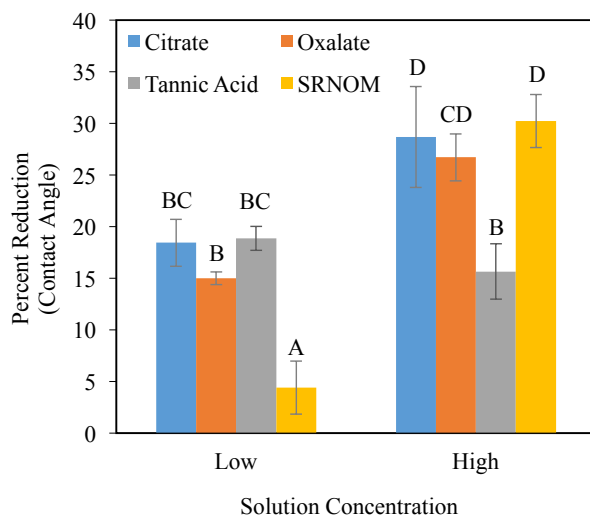 40
35
30
25
20
15
10
5
0
Percent Reduction
(Contact Angle)
Citrate
Oxalate
Tannic Acid
SRNOM
BC
B
BC
A
D
CD
B
D
Low
High
Solution Concentration